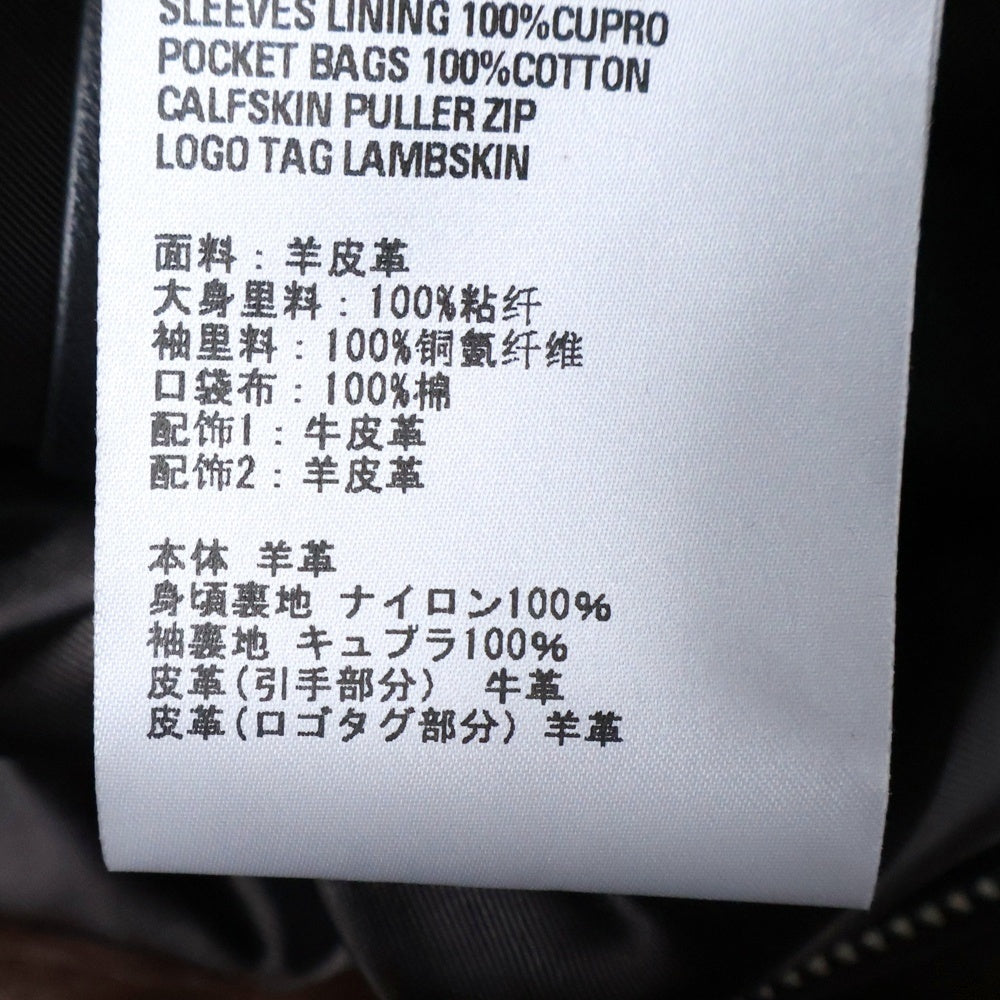 SLEEVES LINING 100%CUPRO
POCKET BAGS 100%COTTON
CALFSKIN PULLER ZIP
LOGO TAG LAMBSKIN
面料：羊皮革
大身里料：100%粘纤
袖里料：100%铜氨纤维
口袋布：100%棉
配饰1：牛皮革
配饰2：羊皮革
本体 羊革
身頃裏地 ナイロン100%
袖裏地 キュプラ100%
皮革(引手部分) 牛革
皮革(ロゴタグ部分) 羊革